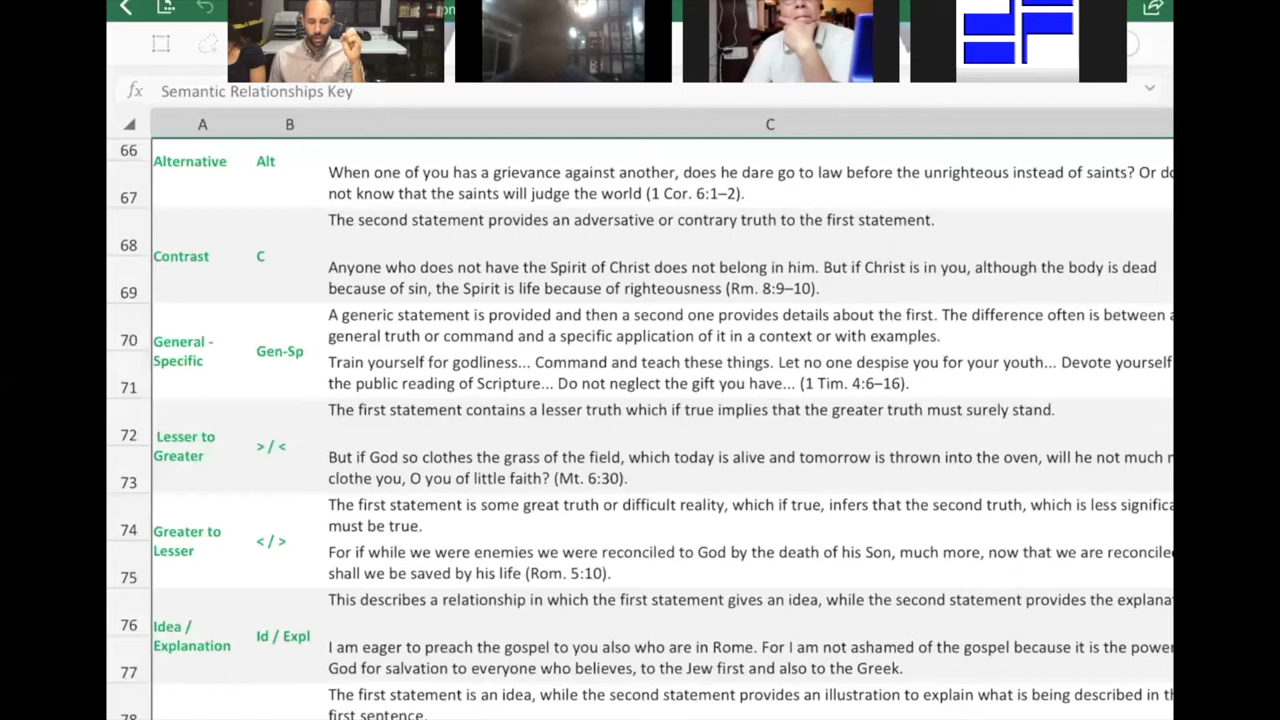 on
fx Semantic Relationships Key
A B C
66
Alternative Alt
When one of you has a grievance against another, does he dare go to law before the unrighteous instead of saints? Or do
67 not know that the saints will judge the world (1 Cor. 6:1–2).
The second statement provides an adversative or contrary truth to the first statement.
68
Contrast C
Anyone who does not have the Spirit of Christ does not belong in him. But if Christ is in you, although the body is dead
69 because of sin, the Spirit is life because of righteousness (Rm. 8:9–10).
A generic statement is provided and then a second one provides details about the first. The difference often is between a
70 general truth or command and a specific application of it in a context or with examples.
General -
Specific Gen-Sp
Train yourself for godliness... Command and teach these things. Let no one despise you for your youth... Devote yourself
71 the public reading of Scripture... Do not neglect the gift you have... (1 Tim. 4:6–16).
The first statement contains a lesser truth which if true implies that the greater truth must surely stand.
72
Lesser to
Greater > / <
But if God so clothes the grass of the field, which today is alive and tomorrow is thrown into the oven, will he not much
73 clothe you, O you of little faith? (Mt. 6:30).
The first statement is some great truth or difficult reality, which if true, infers that the second truth, which is less
74 must be true.
Greater to
Lesser < / >
For if while we were enemies we were reconciled to God by the death of his Son, much more, now that we are
75 shall we be saved by his life (Rom. 5:10).
This describes a relationship in which the first statement gives an idea, while the second statement provides the
76
Idea /
Explanation Id / Expl
I am eager to preach the gospel to you also who are in Rome. For I am not ashamed of the gospel because it is the power
77 God for salvation to everyone who believes, to the Jew first and also to the Greek.
The first statement is an idea, while the second statement provides an illustration to explain what is being described in
78 first sentence.